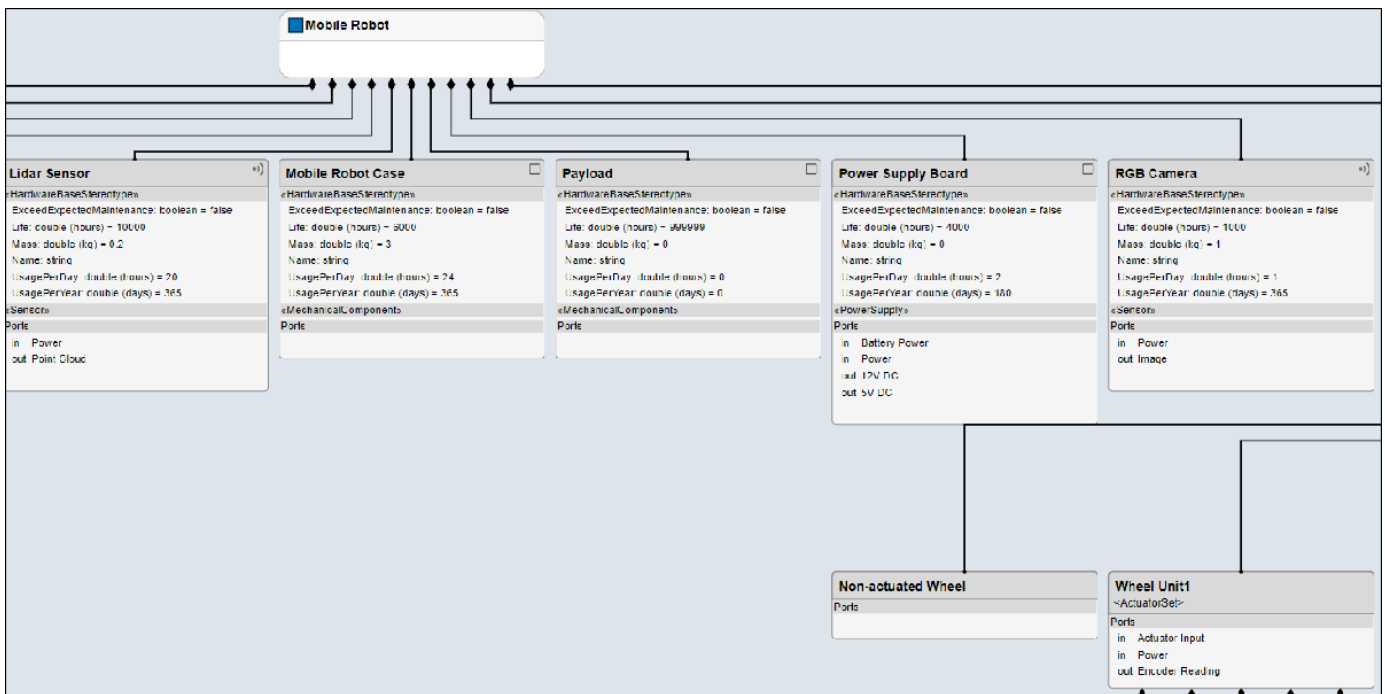 Mobile Robot
Lidar Sensor
«HardwareBaseStereotype»
ExceedExpectedMaintenance: boolean = false
Life: double (hours) = 10000
Mass: double (kg) = 0.2
Name: string
UsagePerDay: double (hours) = 20
UsagePerYear: double (days) = 365
«Sensor»
Ports
in Power
out Point Cloud
Mobile Robot Case
«HardwareBaseStereotype»
ExceedExpectedMaintenance: boolean = false
Life: double (hours) = 6000
Mass: double (kg) = 3
Name: string
UsagePerDay: double (hours) = 24
UsagePerYear: double (days) = 365
«MechanicalComponent»
Ports
Payload
«HardwareBaseStereotype»
ExceedExpectedMaintenance: boolean = false
Life: double (hours) = 999999
Mass: double (kg) = 0
Name: string
UsagePerDay: double (hours) = 0
UsagePerYear: double (days) = 0
«MechanicalComponent»
Ports
Power Supply Board
«HardwareBaseStereotype»
ExceedExpectedMaintenance: boolean = false
Life: double (hours) = 4000
Mass: double (kg) = 0
Name: string
UsagePerDay: double (hours) = 2
UsagePerYear: double (days) = 180
«PowerSupply»
Ports
in Battery Power
in Power
out 12V DC
out 5V DC
RGB Camera
«HardwareBaseStereotype»
ExceedExpectedMaintenance: boolean = false
Life: double (hours) = 1000
Mass: double (kg) = 1
Name: string
UsagePerDay: double (hours) = 1
UsagePerYear: double (days) = 365
«Sensor»
Ports
in Power
out Image
Non-actuated Wheel
Ports
Wheel Unit1
<ActuatorSet>
Ports
in Actuator Input
in Power
out Encoder Reading